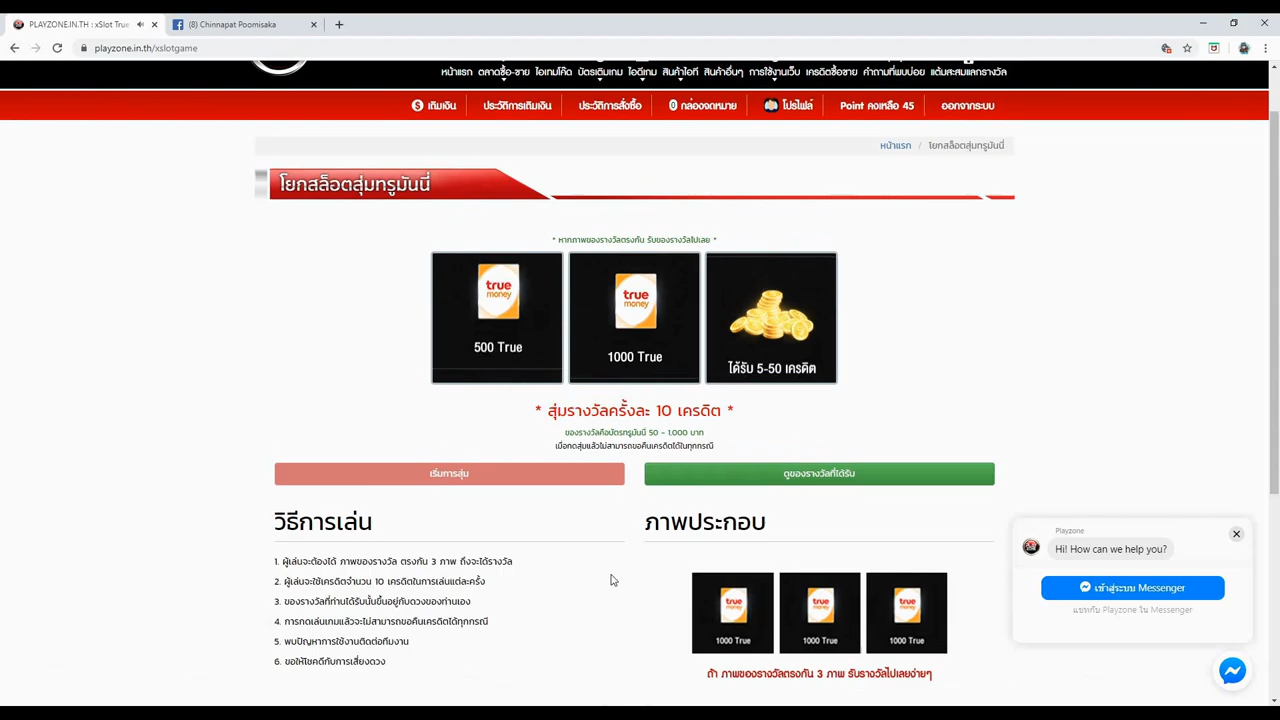 PLAYZONE.IN.TH : xSlot True
(8) Chinnapat Poomisaka
playzone.in.th/xslotgame
หน้าแรก ตลาดซื้อ-ขาย ไอเทมโค๊ด บัตรเติมเกม ไอดีเกม สินค้าไอที สินค้าอื่นๆ การใช้งานเว็บ เครดิตซื้อขาย คำถามที่พบบ่อย แต้มสะสมแลกรางวัล
$ เติมเงิน ประวัติการเติมเงิน ประวัติการสั่งซื้อ 0 กล่องจดหมาย โปรไฟล์ Point คงเหลือ 45 ออกจากระบบ
หน้าแรก / โยกสล็อตสุ่มทรูมันนี่
โยกสล็อตสุ่มทรูมันนี่
* หากภาพของรางวัลตรงกัน รับของรางวัลไปเลย *
true money
500 True
true money
1000 True
ได้รับ 5-50 เครดิต
* สุ่มรางวัลครั้งละ 10 เครดิต *
ของรางวัลคือบัตรทรูมันนี่ 50 - 1,000 บาท
เมื่อกดสุ่มแล้วไม่สามารถขอคืนเครดิตได้ในทุกกรณี
เริ่มการสุ่ม
ดูของรางวัลที่ได้รับ
วิธีการเล่น
1. ผู้เล่นจะต้องได้ ภาพของรางวัล ตรงกัน 3 ภาพ ถึงจะได้รางวัล
2. ผู้เล่นจะใช้เครดิตจำนวน 10 เครดิตในการเล่นแต่ละครั้ง
3. ของรางวัลที่ท่านได้รับนั้นขึ้นอยู่กับดวงของท่านเอง
4. การกดเล่นเกมแล้วจะไม่สามารถขอคืนเครดิตได้ทุกกรณี
5. พบปัญหาการใช้งานติดต่อทีมงาน
6. ขอให้โชคดีกับการเสี่ยงดวง
ภาพประกอบ
true money
1000 True
true money
1000 True
true money
1000 True
ถ้า ภาพของรางวัลตรงกัน 3 ภาพ รับรางวัลไปเลยง่ายๆ
Playzone
Hi! How can we help you?
เข้าสู่ระบบ Messenger
แชทกับ Playzone ใน Messenger